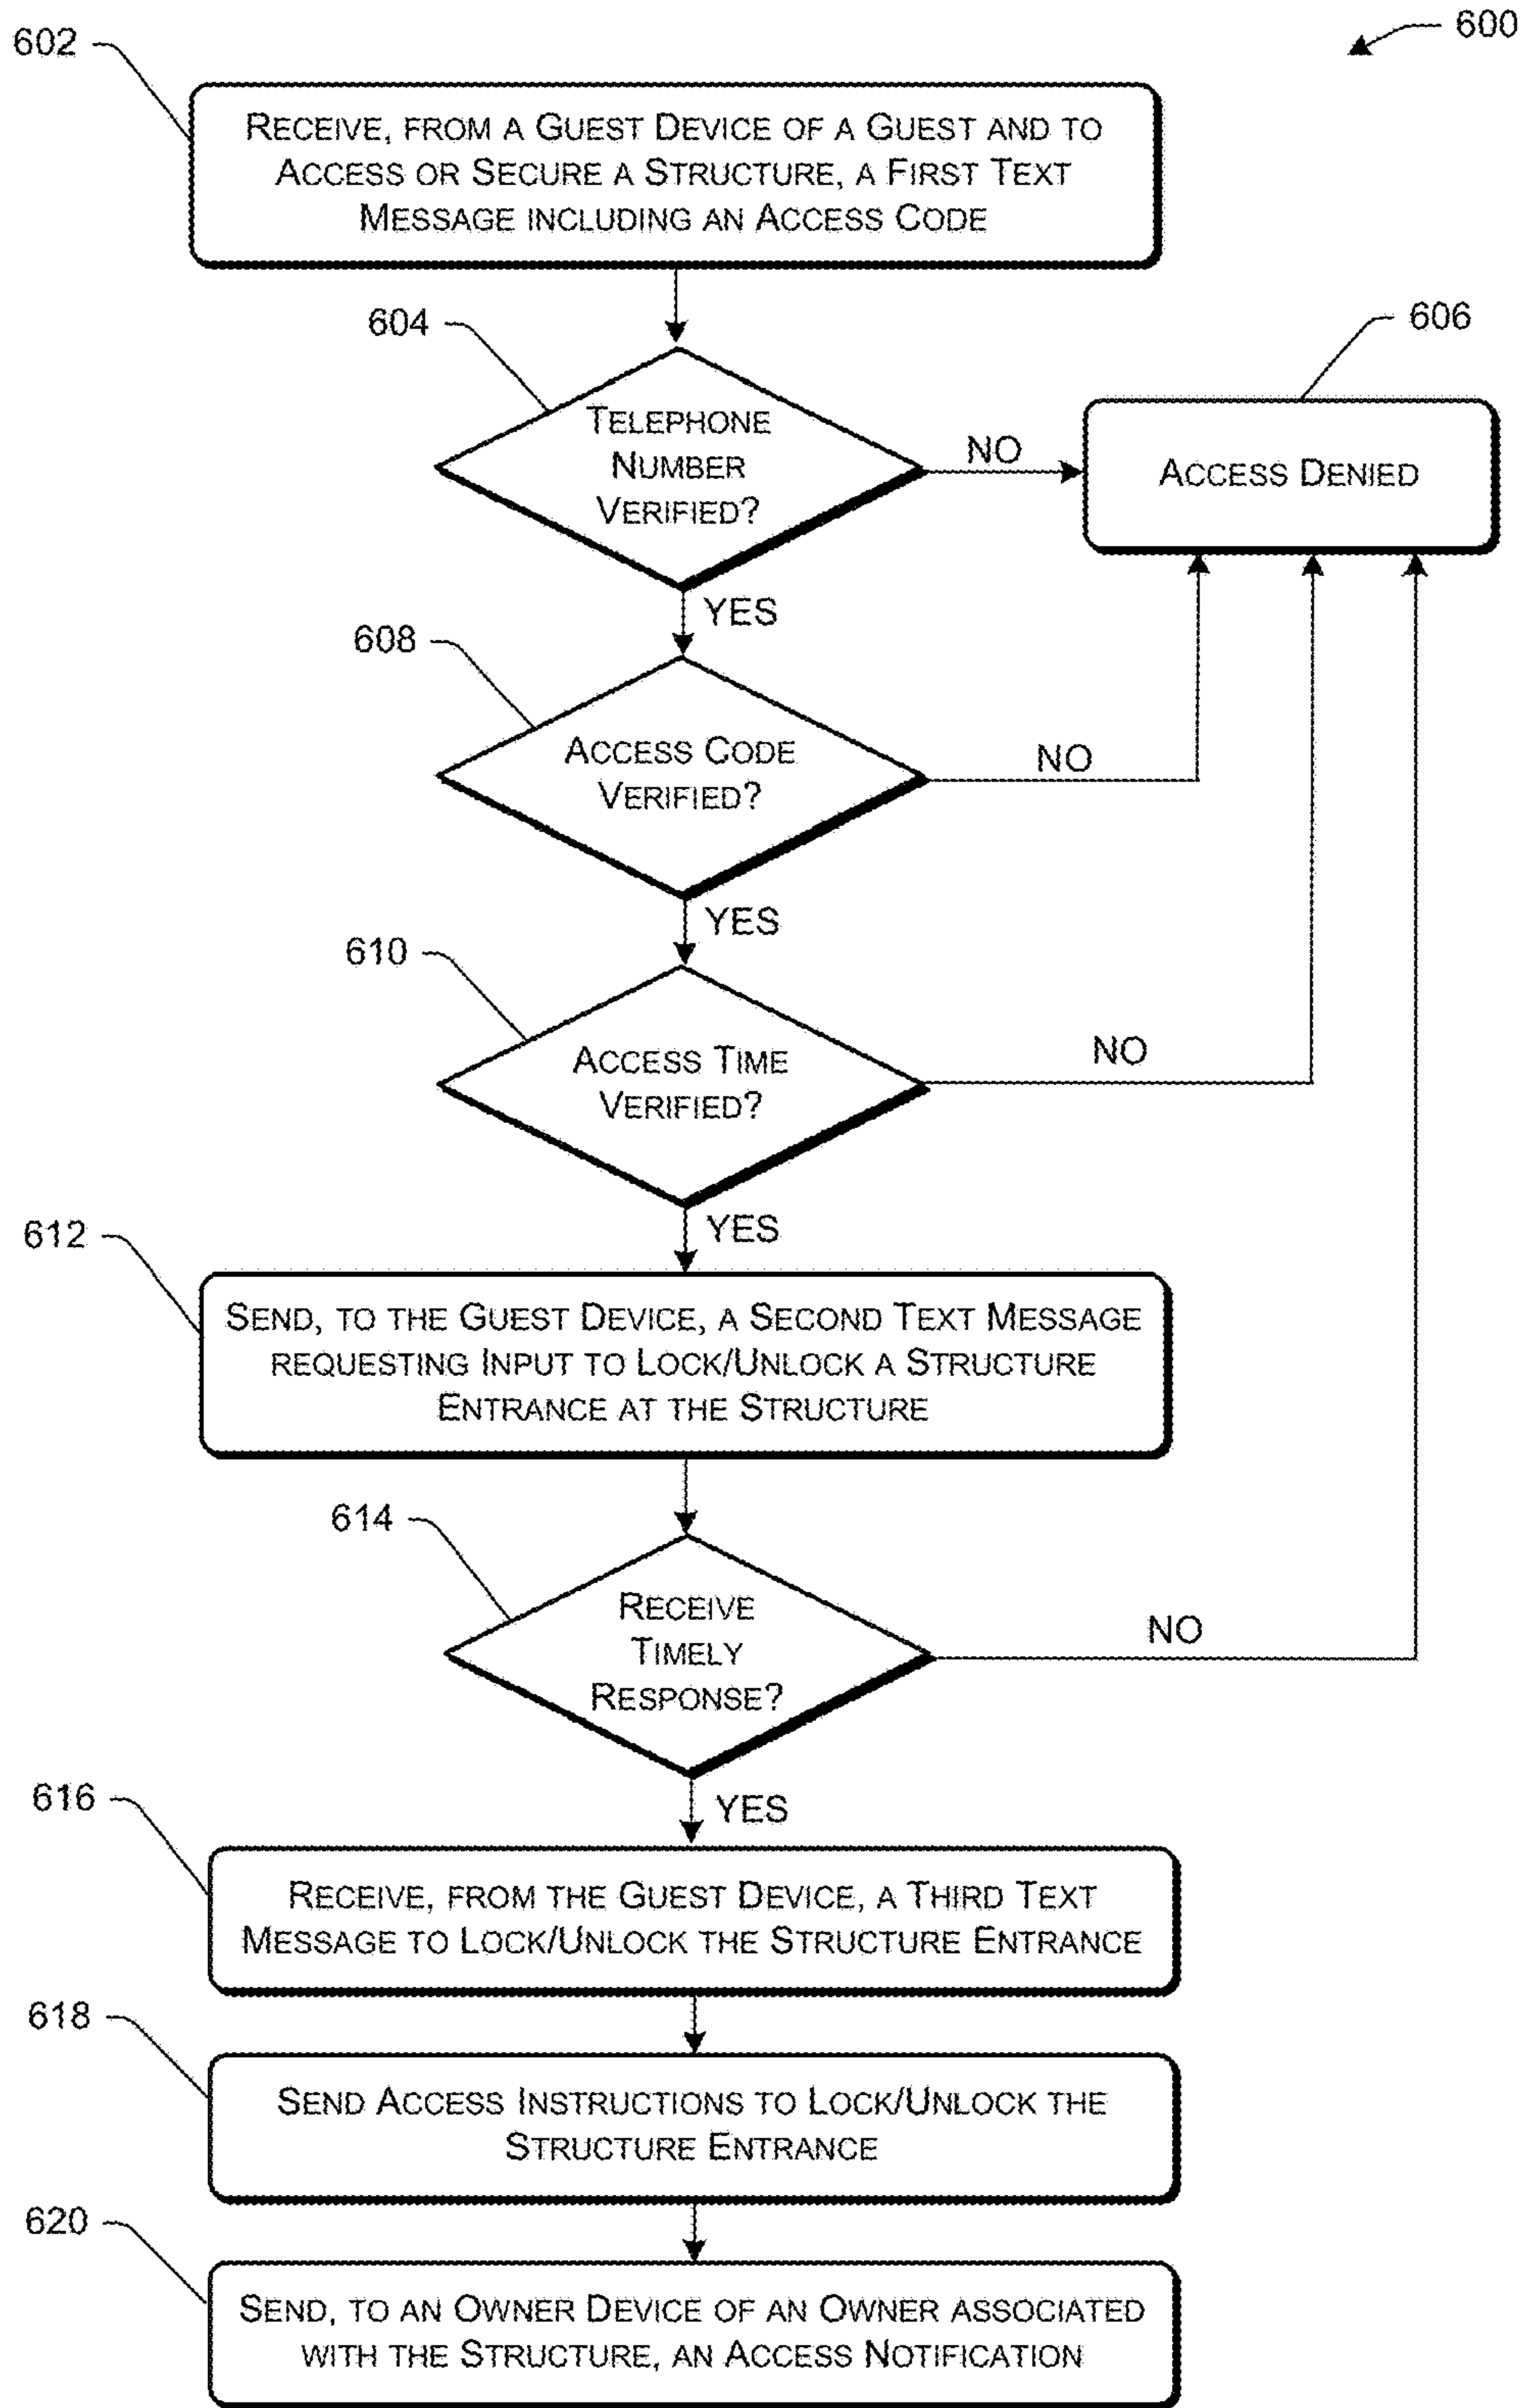 600
602
RECEIVE, FROM A GUEST DEVICE OF A GUEST AND TO
ACCESS OR SECURE A STRUCTURE, A FIRST TEXT
MESSAGE INCLUDING AN ACCESS CODE
604
TELEPHONE
NUMBER
VERIFIED?
NO
606
ACCESS DENIED
YES
608
ACCESS CODE
VERIFIED?
NO
YES
610
ACCESS TIME
VERIFIED?
NO
YES
612
SEND, TO THE GUEST DEVICE, A SECOND TEXT MESSAGE
REQUESTING INPUT TO LOCK/UNLOCK A STRUCTURE
ENTRANCE AT THE STRUCTURE
614
RECEIVE
TIMELY
RESPONSE?
NO
YES
616
RECEIVE, FROM THE GUEST DEVICE, A THIRD TEXT
MESSAGE TO LOCK/UNLOCK THE STRUCTURE ENTRANCE
618
SEND ACCESS INSTRUCTIONS TO LOCK/UNLOCK THE
STRUCTURE ENTRANCE
620
SEND, TO AN OWNER DEVICE OF AN OWNER ASSOCIATED
WITH THE STRUCTURE, AN ACCESS NOTIFICATION